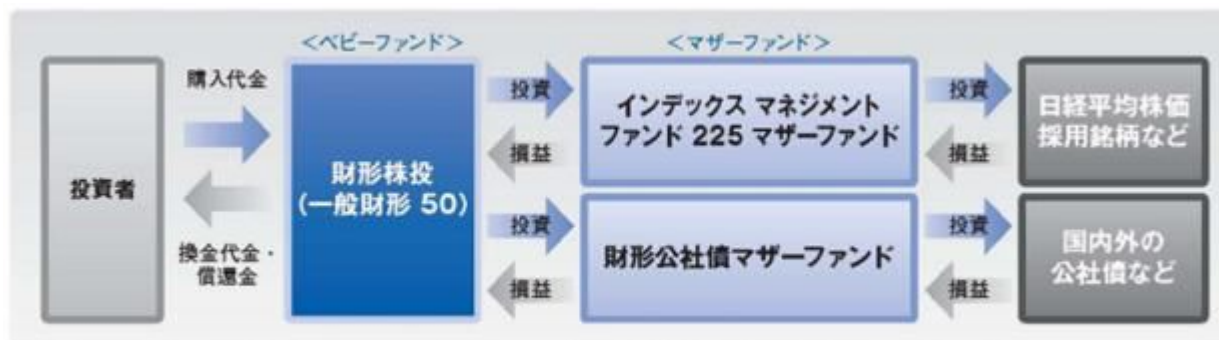 <ベビーファンド>
<マザーファンド>
投資者
購入代金
換金代金・
償還金
財形株投
(一般財形 50)
投資
損益
投資
損益
インデックス マネジメント
ファンド 225 マザーファンド
財形公社債マザーファンド
投資
損益
投資
損益
日経平均株価
採用銘柄など
国内外の
公社債など